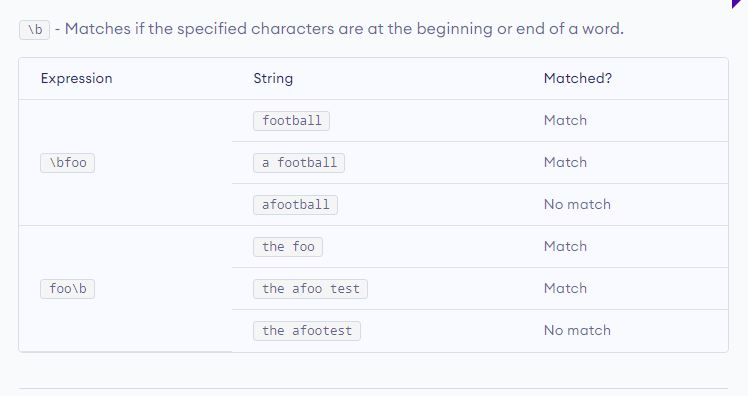 \b - Matches if the specified characters are at the beginning or end of a word.
Expression String Matched?
football Match
\bfoo a football Match
afootball No match
the foo Match
foo\b the afoo test Match
the afootest No match